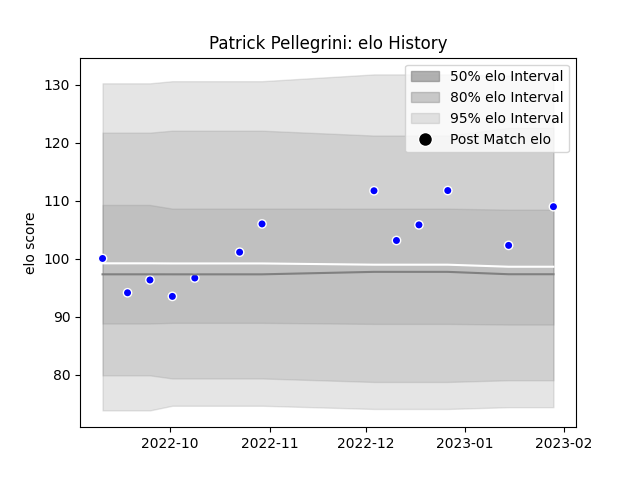 Patrick Pellegrini: elo History
50% elo Interval
80% elo Interval
95% elo Interval
Post Match elo
elo score
130
120
110
100
90
80
2022-10
2022-11
2022-12
2023-01
2023-02